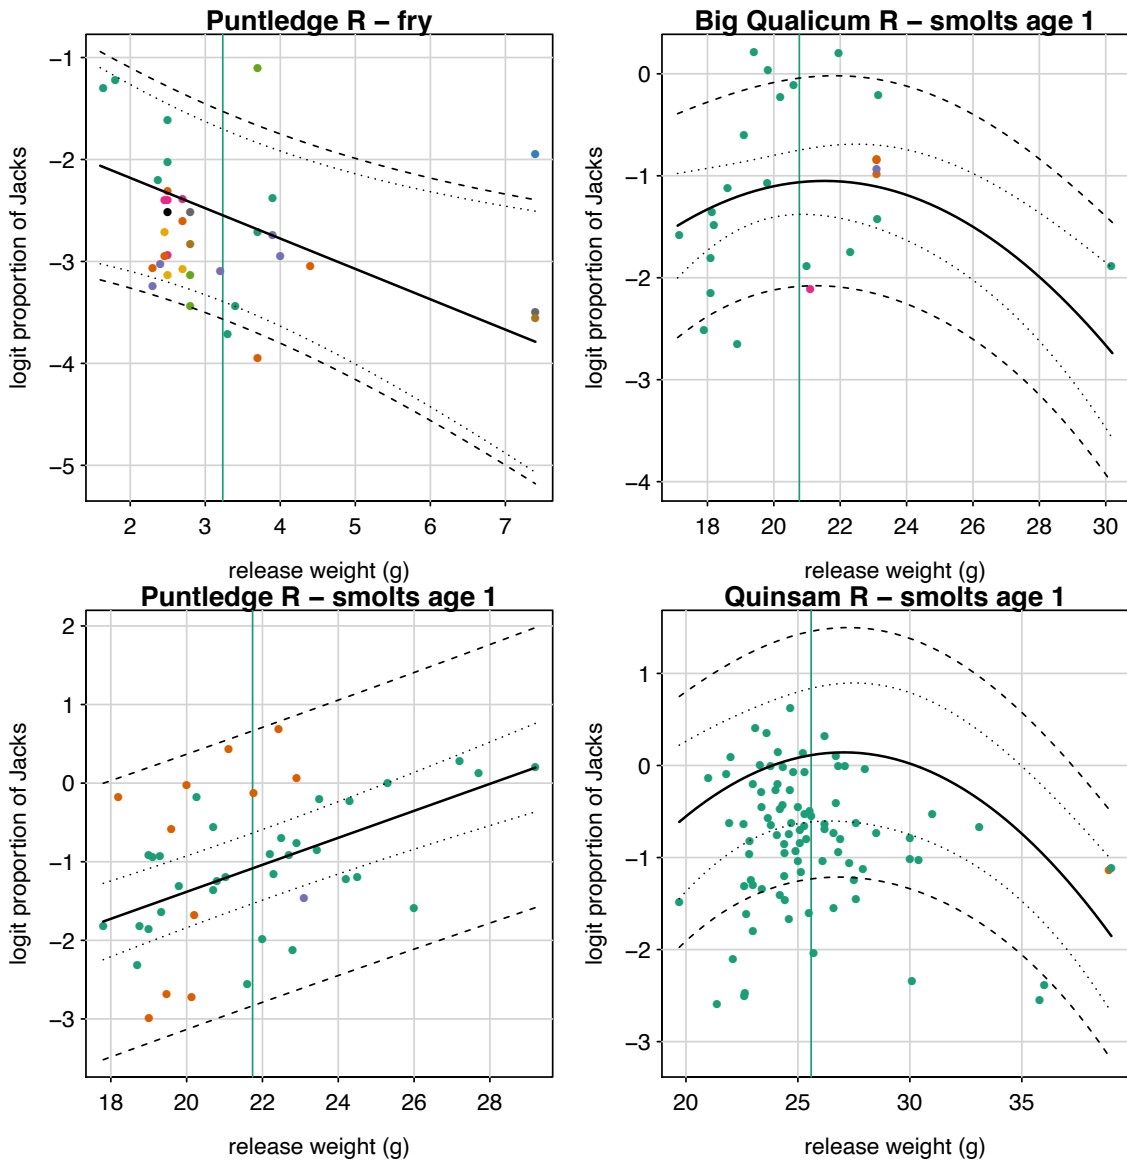 Puntledge R – fry
−1
−2
−3
−4
−5
logit proportion of Jacks
2 3 4 5 6 7
release weight (g)
Big Qualicum R – smolts age 1
0
−1
−2
−3
−4
logit proportion of Jacks
18 20 22 24 26 28 30
release weight (g)
Puntledge R – smolts age 1
2
1
0
−1
−2
−3
logit proportion of Jacks
18 20 22 24 26 28
release weight (g)
Quinsam R – smolts age 1
1
0
−1
−2
−3
logit proportion of Jacks
20 25 30 35
release weight (g)